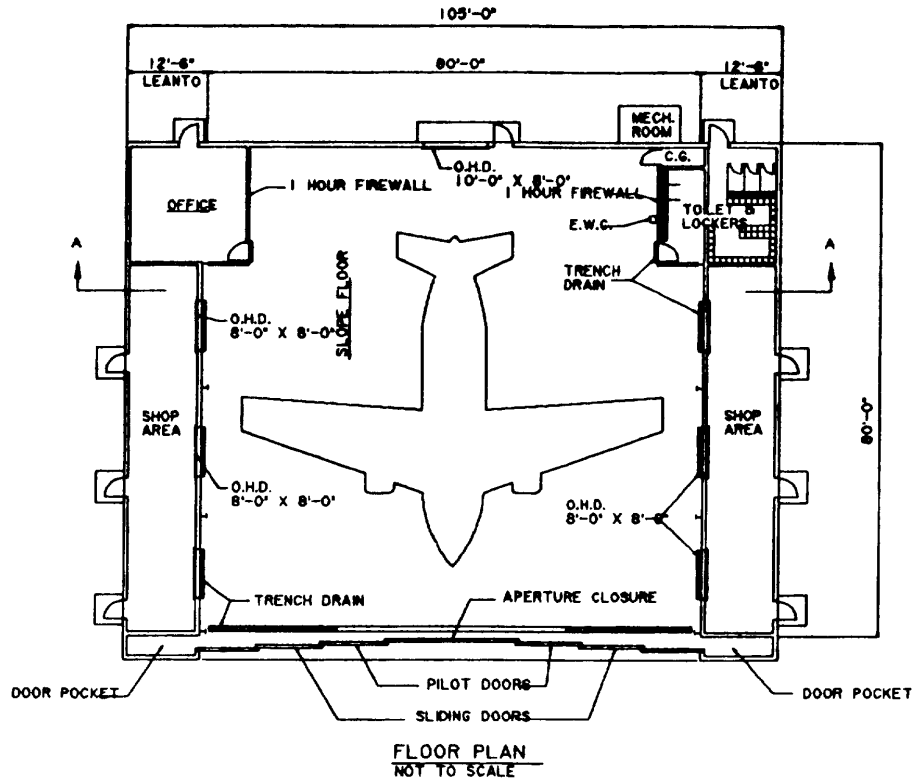 105'-0"
12'-6"
80'-0"
12'-6"
LEANTO
LEANTO
MECH.
ROOM
C.G.
O.H.D.
10'-0" X 8'-0"
1 HOUR FIREWALL
1 HOUR FIREWALL
OFFICE
TOILET &
LOCKERS
E.W.C.
A
A
TRENCH
DRAIN
SLOPE FLOOR
O.H.D.
8'-0" X 8'-0"
SHOP
AREA
SHOP
AREA
80'-0"
O.H.D.
8'-0" X 8'-0"
O.H.D.
8'-0" X 8'-0"
TRENCH DRAIN
APERTURE CLOSURE
DOOR POCKET
PILOT DOORS
DOOR POCKET
SLIDING DOORS
FLOOR PLAN
NOT TO SCALE